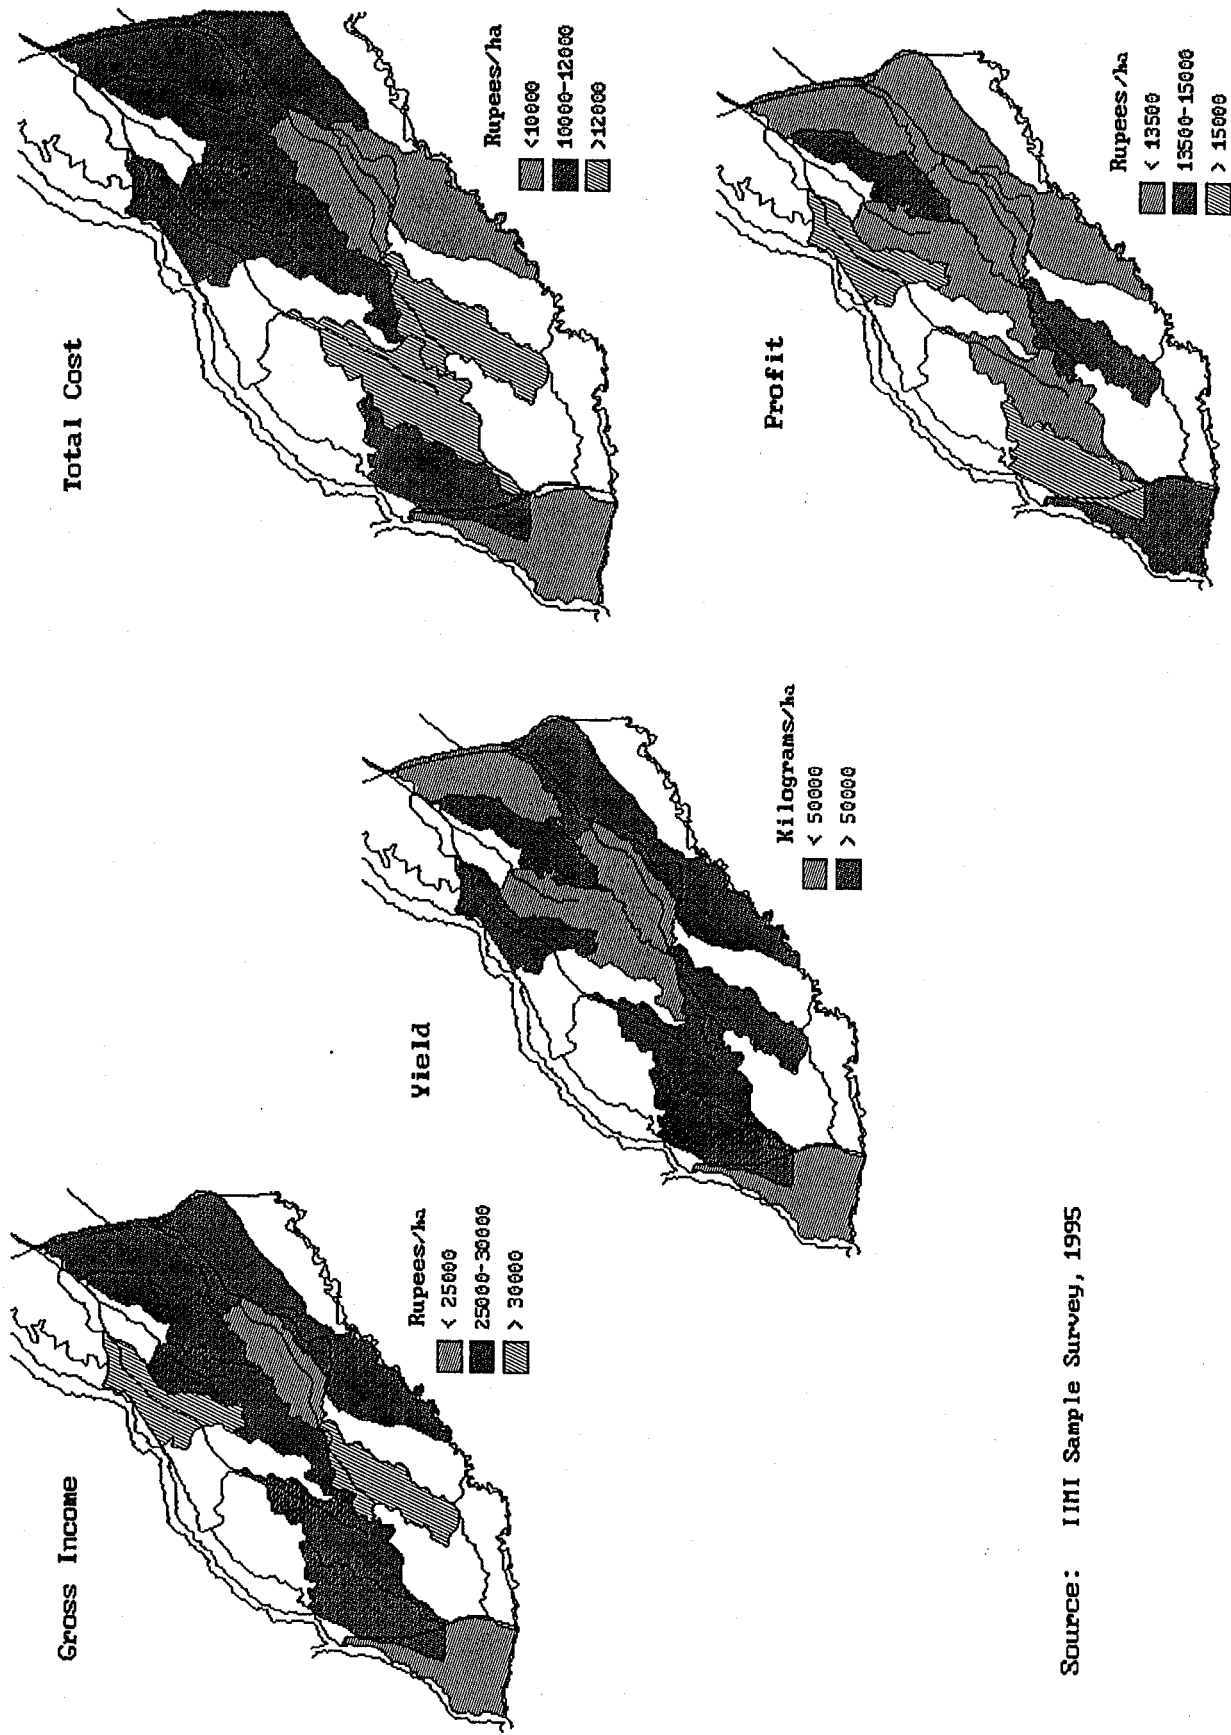 Gross Income
Rupees/ha
< 25000
25000-30000
> 30000
Total Cost
Rupees/ha
<10000
10000-12000
>12000
Yield
Kilograms/ha
< 50000
> 50000
Profit
Rupees/ha
< 13500
13500-15000
> 15000
Source: IIMI Sample Survey, 1995